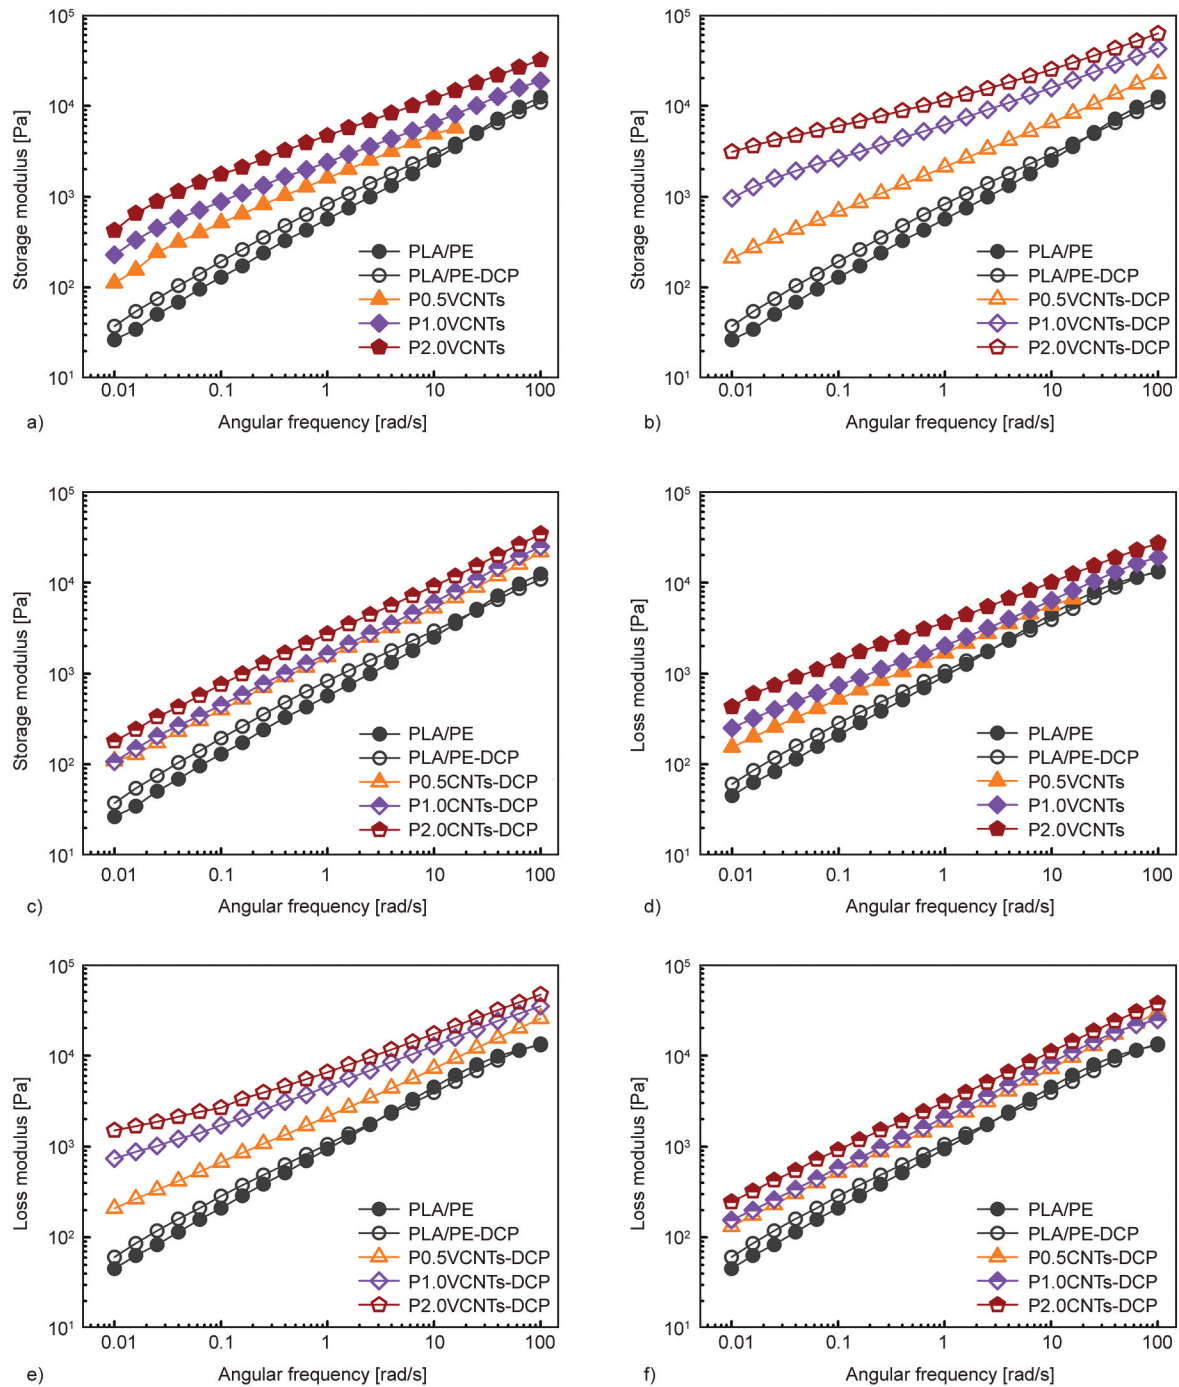 10⁵
10⁴
10³
10²
10¹
Storage modulus [Pa]
PLA/PE
PLA/PE-DCP
P0.5VCNTs
P1.0VCNTs
P2.0VCNTs
0.01 0.1 1 10 100
a) Angular frequency [rad/s]
10⁵
10⁴
10³
10²
10¹
Storage modulus [Pa]
PLA/PE
PLA/PE-DCP
P0.5VCNTs-DCP
P1.0VCNTs-DCP
P2.0VCNTs-DCP
0.01 0.1 1 10 100
b) Angular frequency [rad/s]
10⁵
10⁴
10³
10²
10¹
Storage modulus [Pa]
PLA/PE
PLA/PE-DCP
P0.5CNTs-DCP
P1.0CNTs-DCP
P2.0CNTs-DCP
0.01 0.1 1 10 100
c) Angular frequency [rad/s]
10⁵
10⁴
10³
10²
10¹
Loss modulus [Pa]
PLA/PE
PLA/PE-DCP
P0.5VCNTs
P1.0VCNTs
P2.0VCNTs
0.01 0.1 1 10 100
d) Angular frequency [rad/s]
10⁵
10⁴
10³
10²
10¹
Loss modulus [Pa]
PLA/PE
PLA/PE-DCP
P0.5VCNTs-DCP
P1.0VCNTs-DCP
P2.0VCNTs-DCP
0.01 0.1 1 10 100
e) Angular frequency [rad/s]
10⁵
10⁴
10³
10²
10¹
Loss modulus [Pa]
PLA/PE
PLA/PE-DCP
P0.5CNTs-DCP
P1.0CNTs-DCP
P2.0CNTs-DCP
0.01 0.1 1 10 100
f) Angular frequency [rad/s]